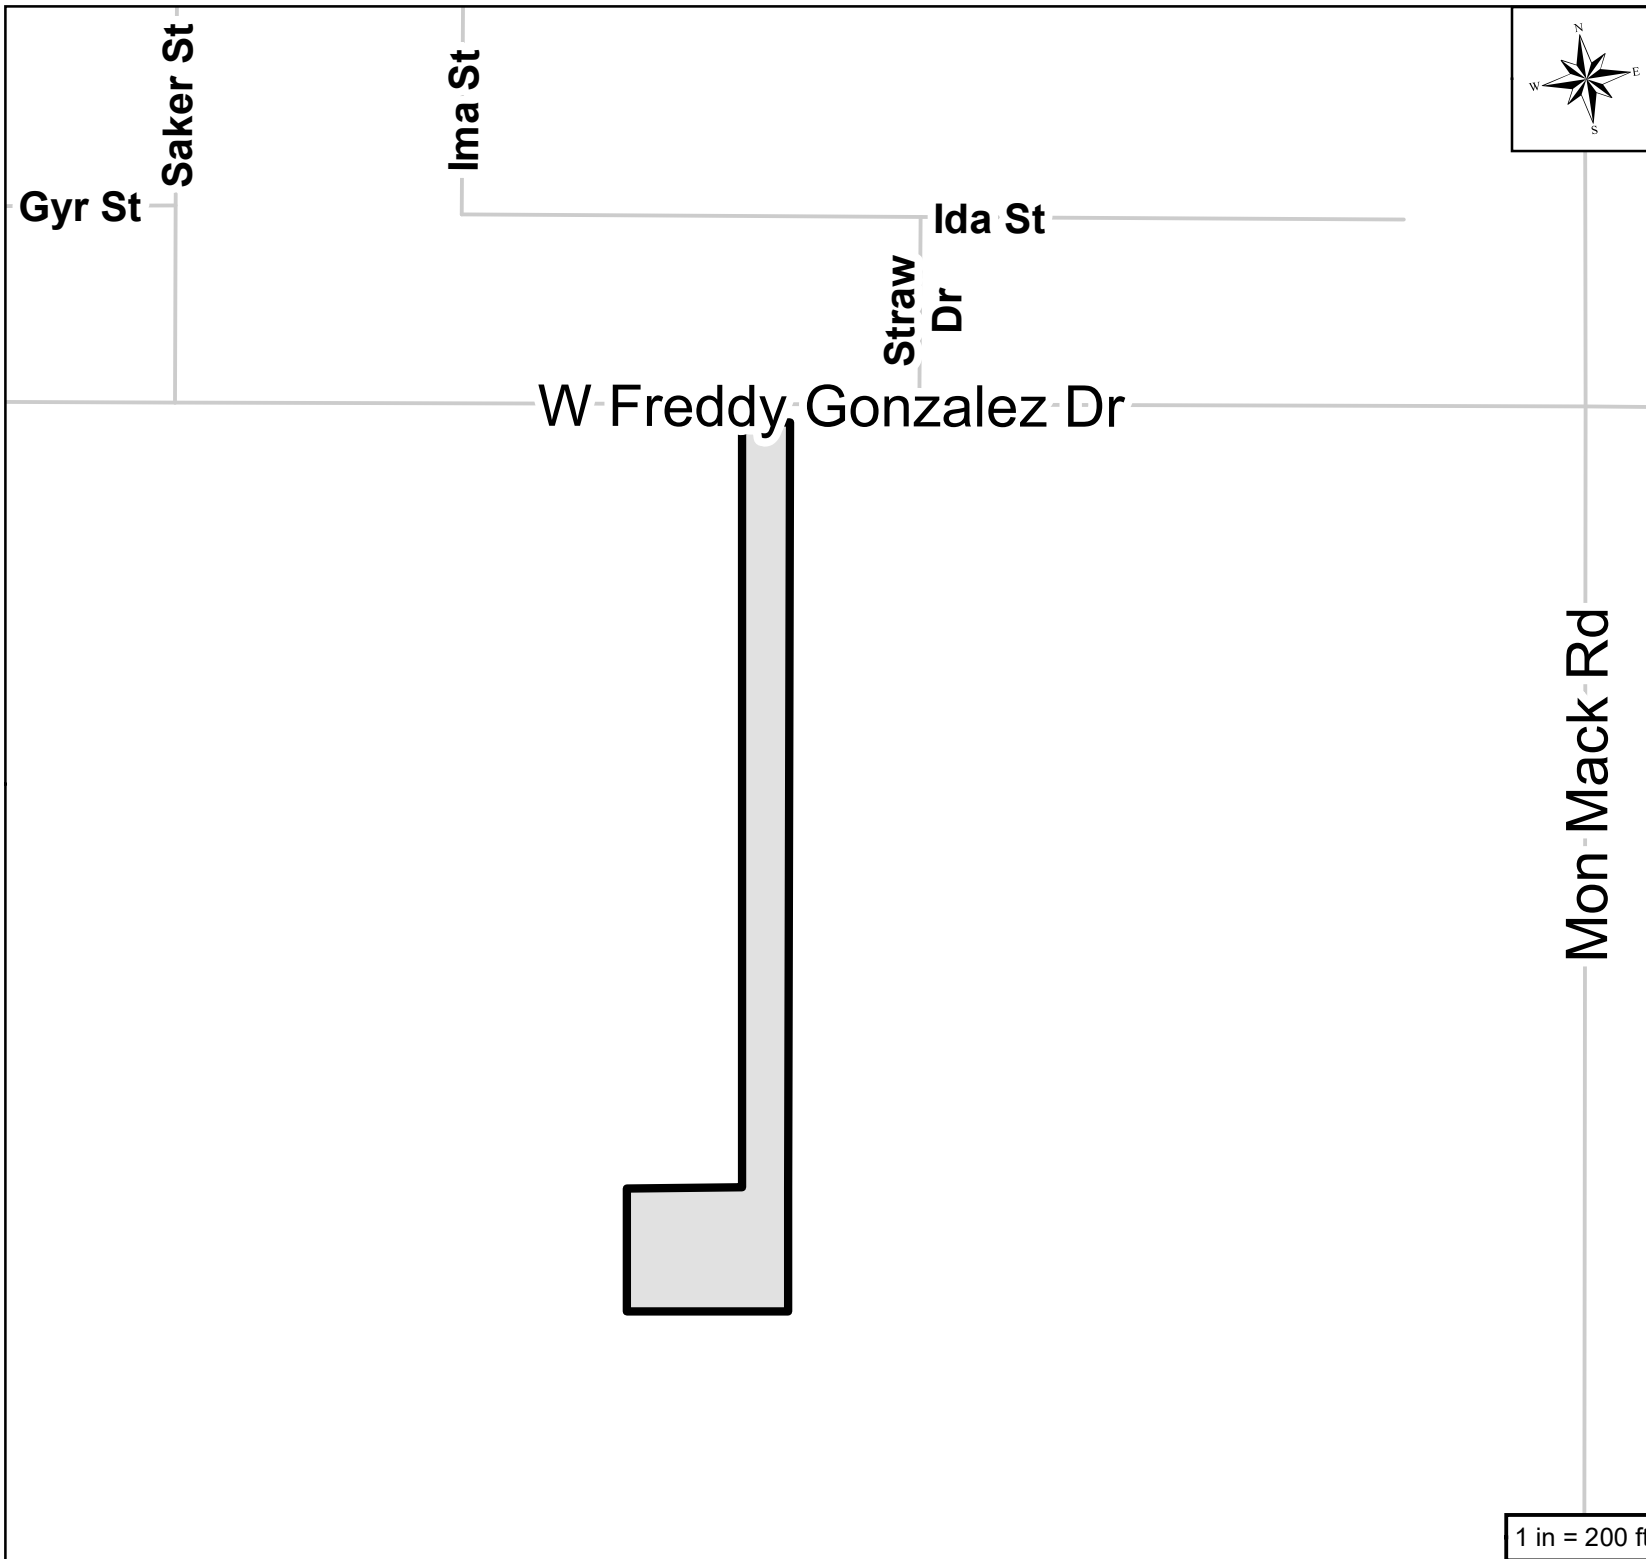 Saker St
Ima St
N
W
E
S
Gyr St
Ida St
Straw
Dr
W Freddy Gonzalez Dr
Mon Mack Rd
1 in = 200 ft